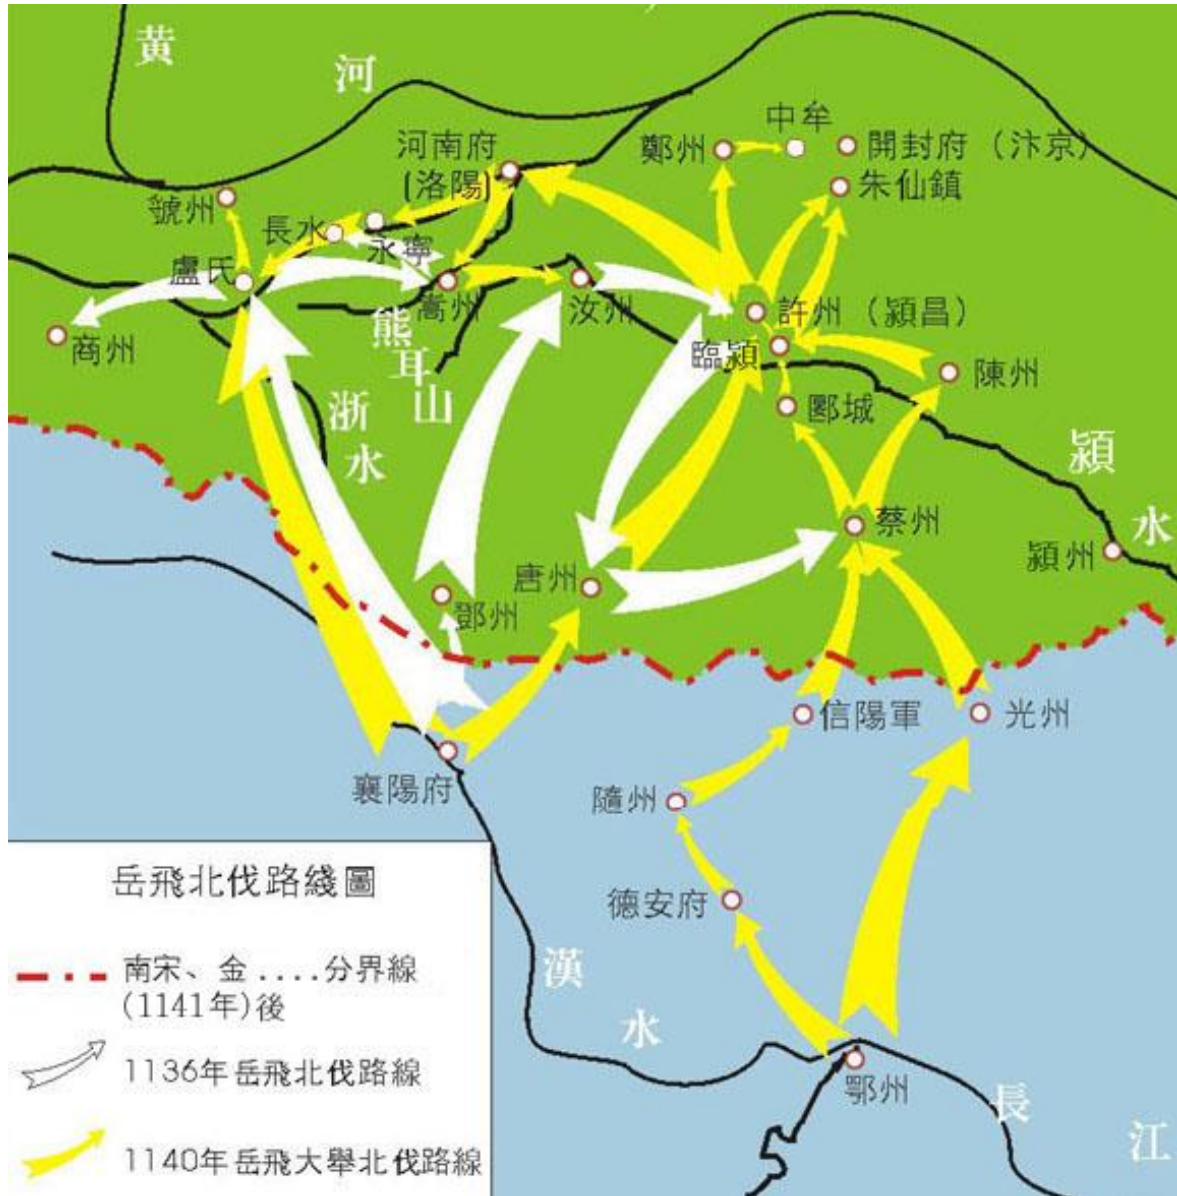 黄
河
中牟
鄭州
開封府（汴京）
河南府
(洛陽)
朱仙鎮
號州
長水
永寧
盧氏
嵩州
汝州
許州（潁昌）
商州
熊
耳
山
臨潁
陳州
浙
水
郾城
潁
水
蔡州
潁州
唐州
鄧州
信陽軍
光州
襄陽府
隨州
德安府
漢
水
鄂州
長
江
岳飛北伐路綫圖
南宋、金....分界線
(1141年)後
1136年岳飛北伐路線
1140年岳飛大舉北伐路線